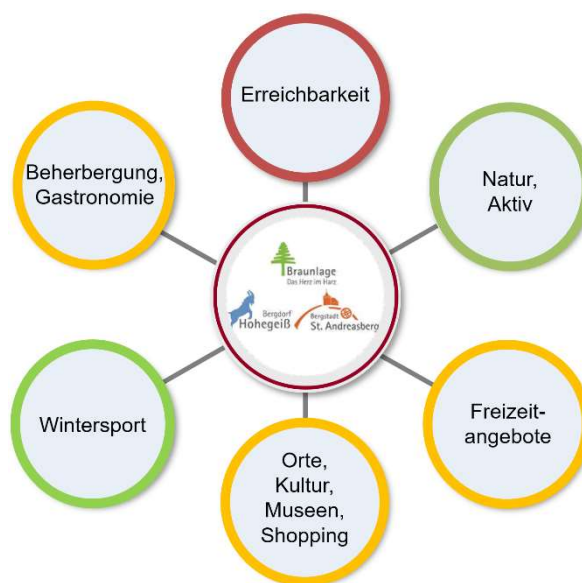 Erreichbarkeit
Beherbergung,
Gastronomie
Natur,
Aktiv
Braunlage
Das Herz im Harz
Bergdorf
Hohegeiß
Bergstadt
St. Andreasberg
Wintersport
Freizeit-
angebote
Orte,
Kultur,
Museen,
Shopping